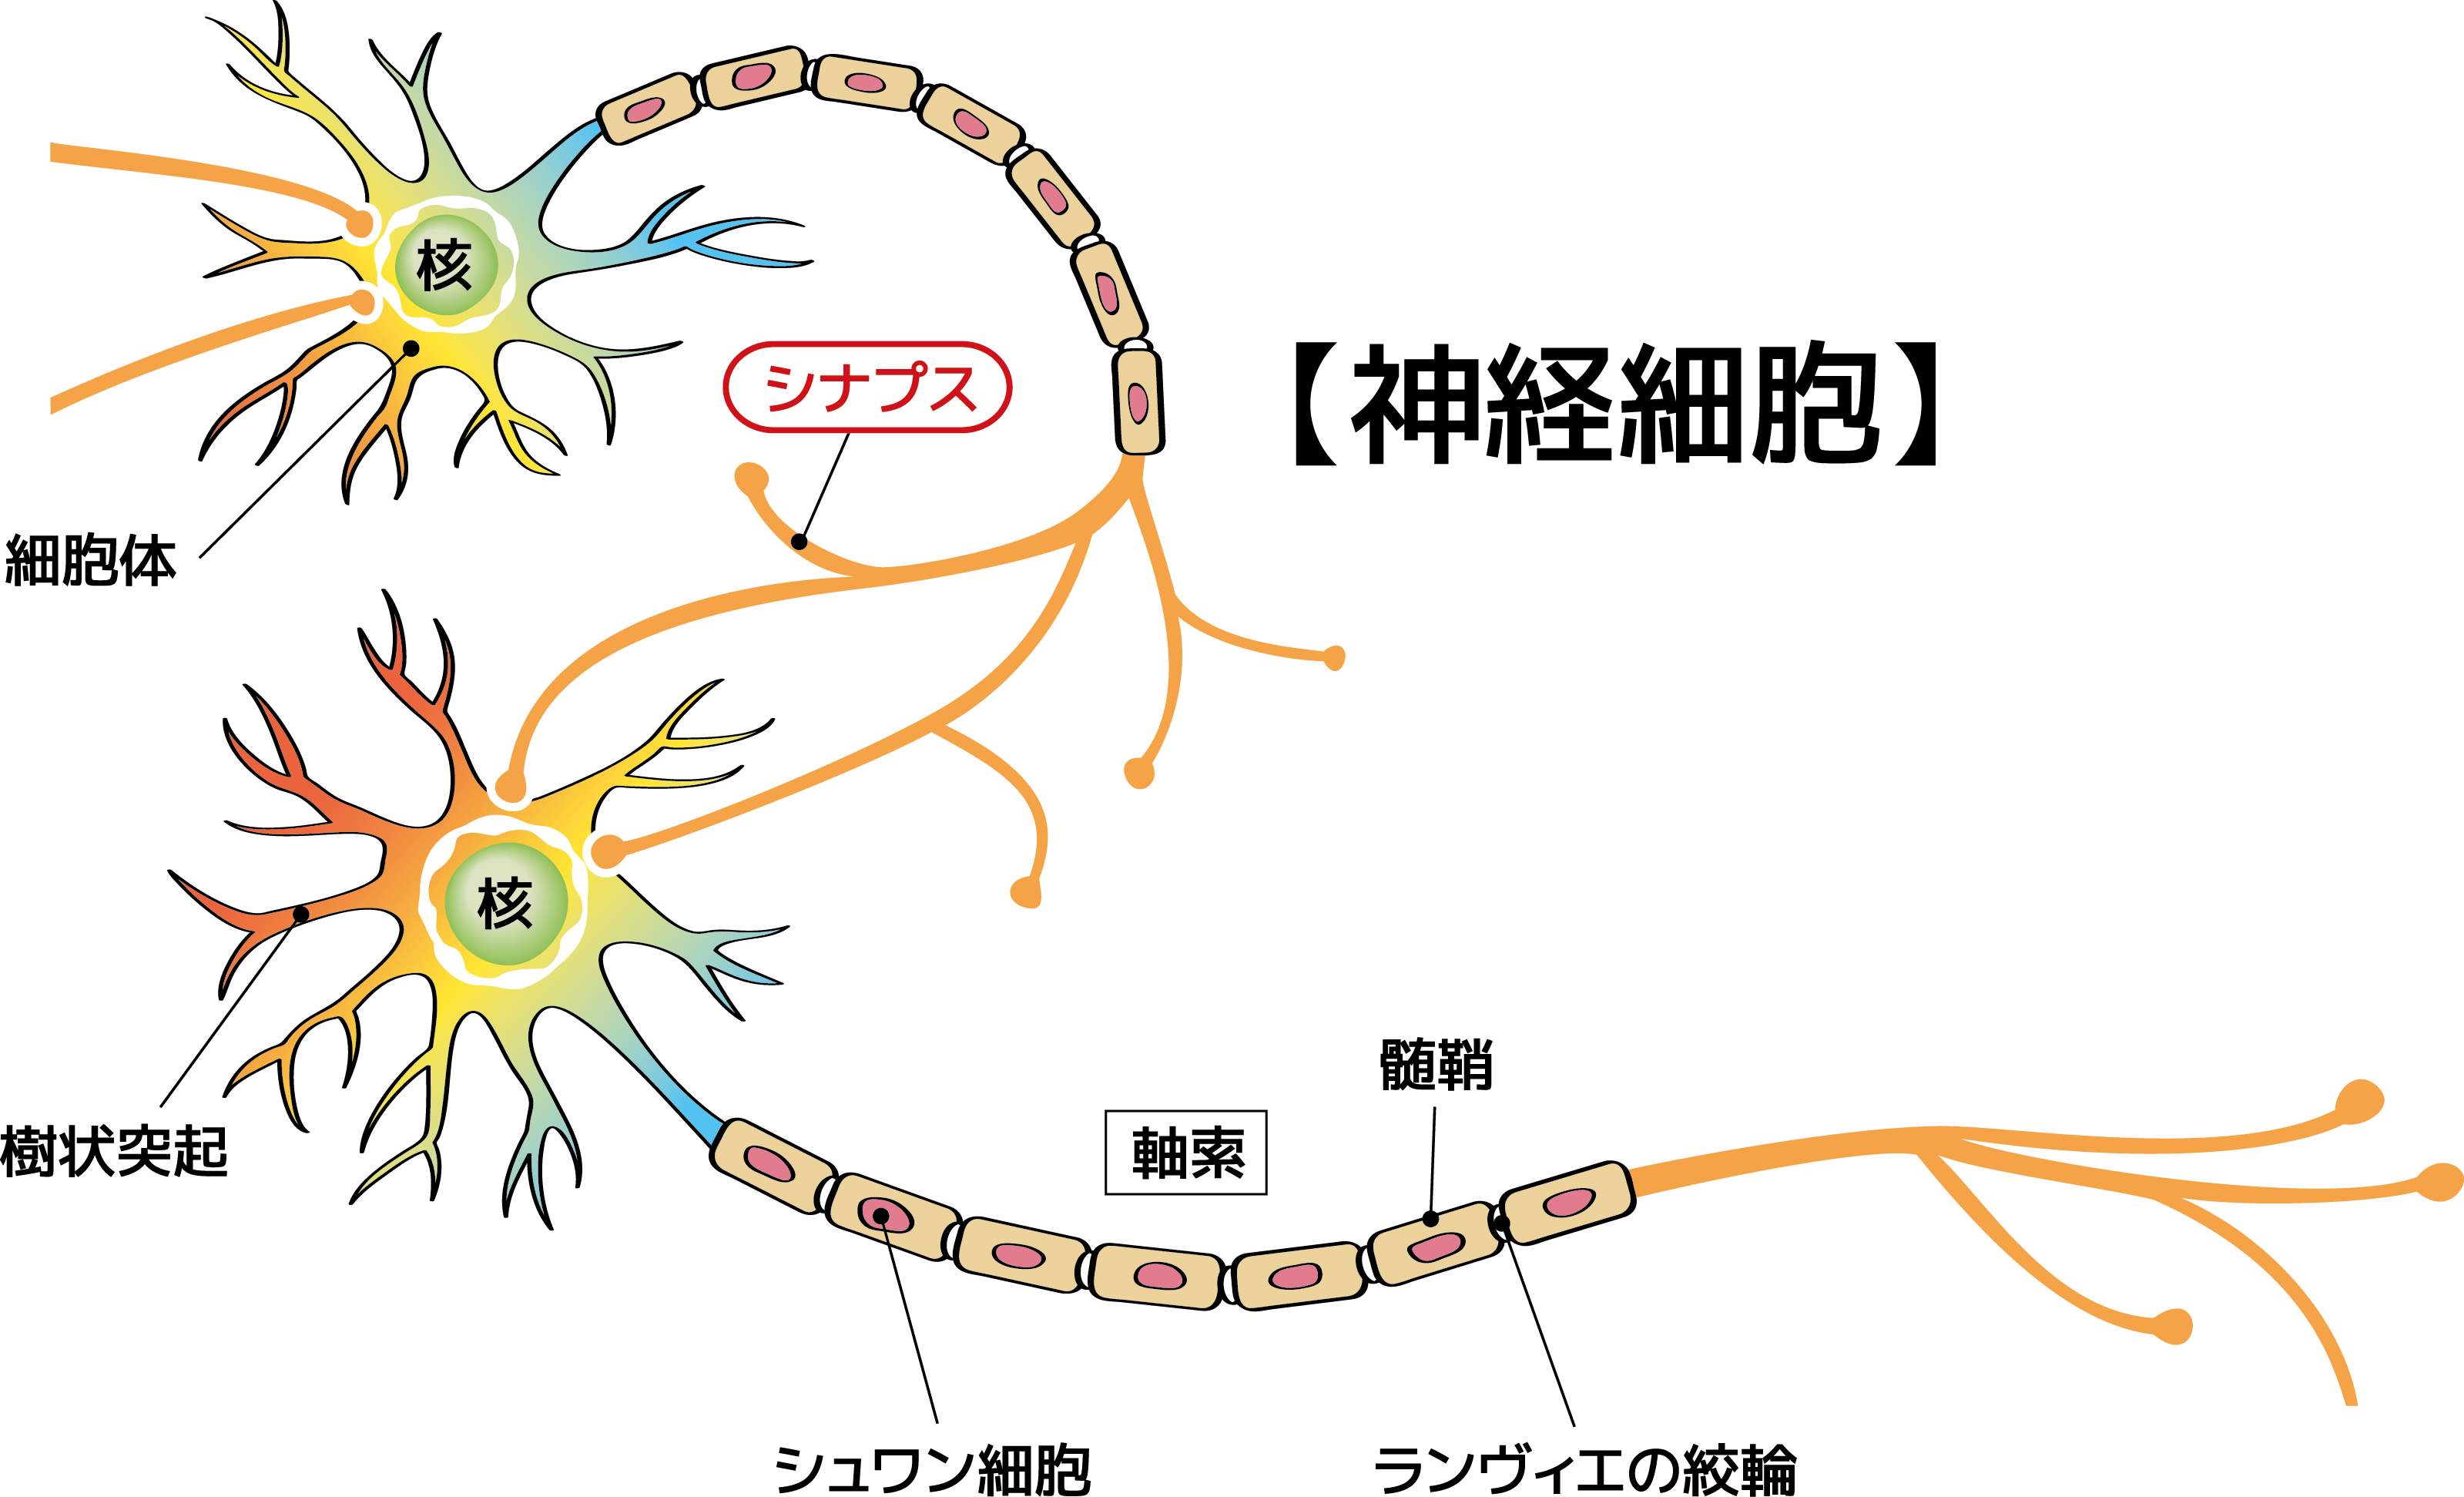 核
シナプス
【神経細胞】
細胞体
核
髄鞘
軸索
樹状突起
シュワン細胞
ランヴィエの絞輪